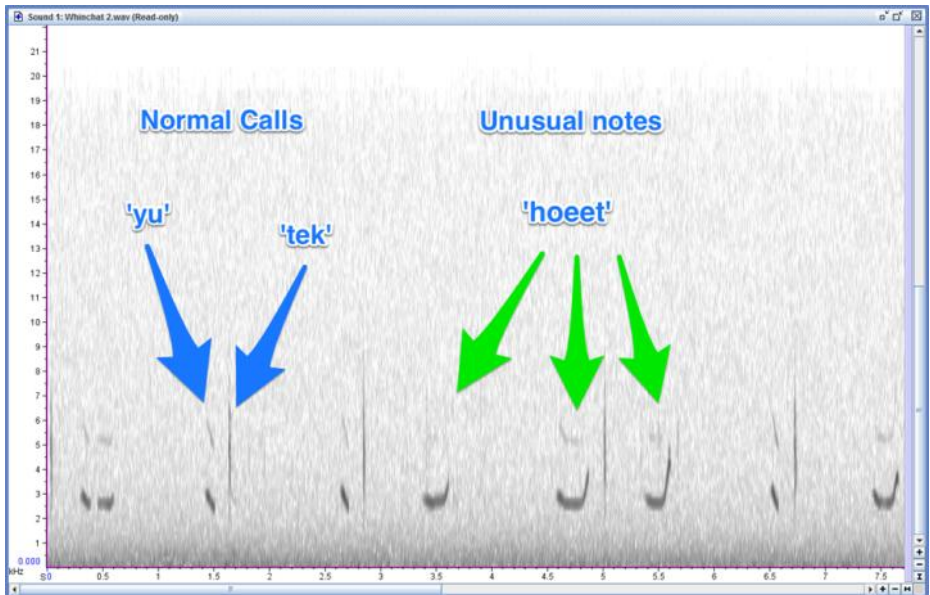 Sound 1: Whinchat 2.wav (Read-only)
Normal Calls
Unusual notes
'yu'
'tek'
'hoeet'
21
20
19
18
17
16
15
14
13
12
11
10
9
8
7
6
5
4
3
2
1
0.000
kHz
S 0 0.5 1 1.5 2 2.5 3 3.5 4 4.5 5 5.5 6 6.5 7 7.5